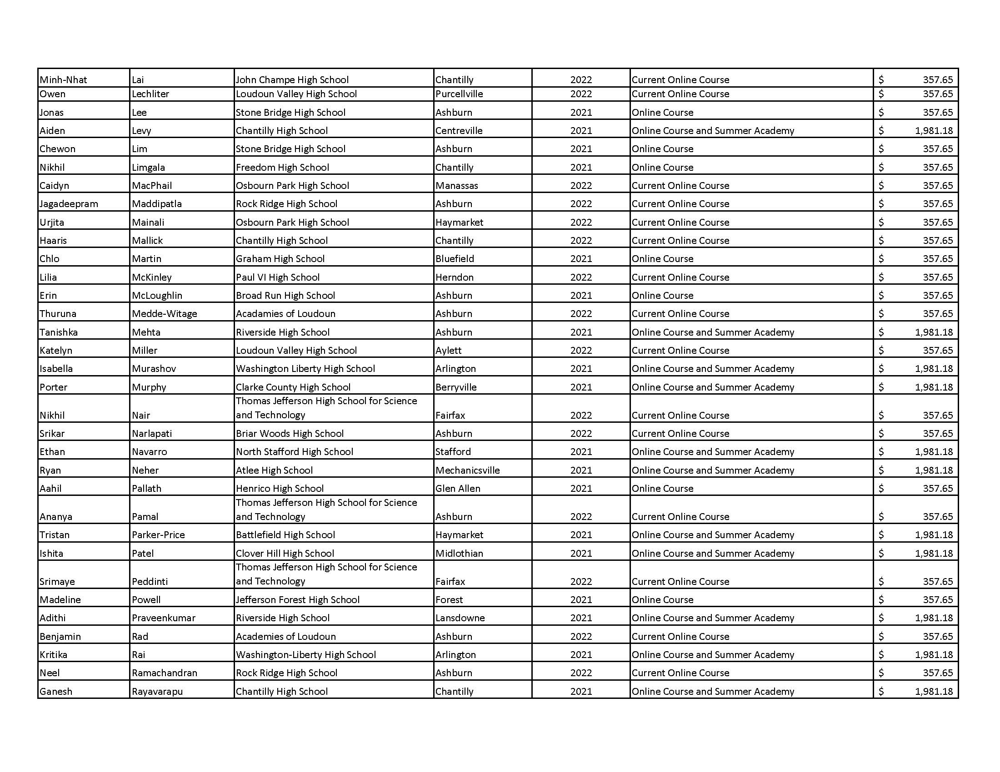 Minh-Nhat Lai John Champe High School Chantilly 2022 Current Online Course $ 357.65
Owen Lechliter Loudoun Valley High School Purcellville 2022 Current Online Course $ 357.65
Jonas Lee Stone Bridge High School Ashburn 2021 Online Course $ 357.65
Aiden Levy Chantilly High School Centreville 2021 Online Course and Summer Academy $ 1,981.18
Chewon Lim Stone Bridge High School Ashburn 2021 Online Course $ 357.65
Nikhil Limgala Freedom High School Chantilly 2021 Online Course $ 357.65
Caidyn MacPhail Osbourn Park High School Manassas 2022 Current Online Course $ 357.65
Jagadeepram Maddipatla Rock Ridge High School Ashburn 2022 Current Online Course $ 357.65
Urjita Mainali Osbourn Park High School Haymarket 2022 Current Online Course $ 357.65
Haaris Mallick Chantilly High School Chantilly 2022 Current Online Course $ 357.65
Chlo Martin Graham High School Bluefield 2021 Online Course $ 357.65
Lilia McKinley Paul VI High School Herndon 2022 Current Online Course $ 357.65
Erin McLoughlin Broad Run High School Ashburn 2021 Online Course $ 357.65
Thuruna Medde-Witage Acadamies of Loudoun Ashburn 2022 Current Online Course $ 357.65
Tanishka Mehta Riverside High School Ashburn 2021 Online Course and Summer Academy $ 1,981.18
Katelyn Miller Loudoun Valley High School Aylett 2022 Current Online Course $ 357.65
Isabella Murashov Washington Liberty High School Arlington 2021 Online Course and Summer Academy $ 1,981.18
Porter Murphy Clarke County High School Berryville 2021 Online Course and Summer Academy $ 1,981.18
Thomas Jefferson High School for Science
Nikhil Nair and Technology Fairfax 2022 Current Online Course $ 357.65
Srikar Narlapati Briar Woods High School Ashburn 2022 Current Online Course $ 357.65
Ethan Navarro North Stafford High School Stafford 2021 Online Course and Summer Academy $ 1,981.18
Ryan Neher Atlee High School Mechanicsville 2021 Online Course and Summer Academy $ 1,981.18
Aahil Pallath Henrico High School Glen Allen 2021 Online Course $ 357.65
Thomas Jefferson High School for Science
Ananya Pamal and Technology Ashburn 2022 Current Online Course $ 357.65
Tristan Parker-Price Battlefield High School Haymarket 2021 Online Course and Summer Academy $ 1,981.18
Ishita Patel Clover Hill High School Midlothian 2021 Online Course and Summer Academy $ 1,981.18
Thomas Jefferson High School for Science
Srimaye Peddinti and Technology Fairfax 2022 Current Online Course $ 357.65
Madeline Powell Jefferson Forest High School Forest 2021 Online Course $ 357.65
Adithi Praveenkumar Riverside High School Lansdowne 2021 Online Course and Summer Academy $ 1,981.18
Benjamin Rad Academies of Loudoun Ashburn 2022 Current Online Course $ 357.65
Kritika Rai Washington-Liberty High School Arlington 2021 Online Course and Summer Academy $ 1,981.18
Neel Ramachandran Rock Ridge High School Ashburn 2022 Current Online Course $ 357.65
Ganesh Rayavarapu Chantilly High School Chantilly 2021 Online Course and Summer Academy $ 1,981.18